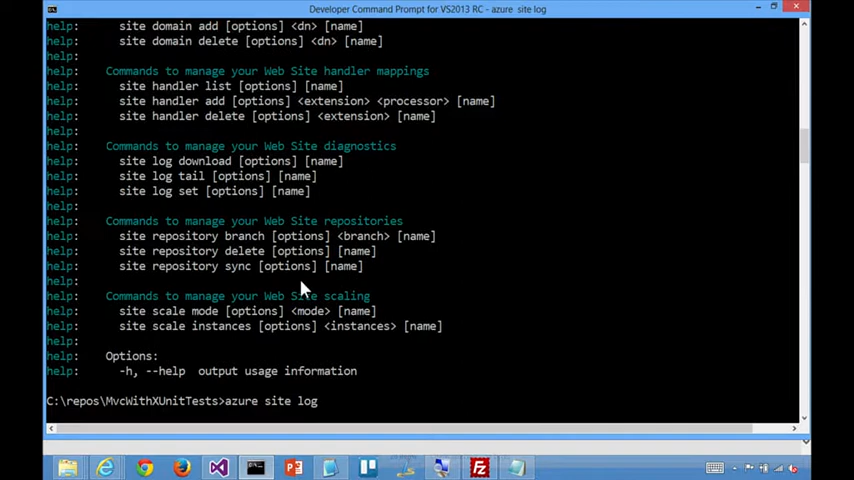 Developer Command Prompt for VS2013 RC - azure  site log
help:      site domain add [options] <dn> [name]
help:      site domain delete [options] <dn> [name]
help:
help:    Commands to manage your Web Site handler mappings
help:      site handler list [options] [name]
help:      site handler add [options] <extension> <processor> [name]
help:      site handler delete [options] <extension> [name]
help:
help:    Commands to manage your Web Site diagnostics
help:      site log download [options] [name]
help:      site log tail [options] [name]
help:      site log set [options] [name]
help:
help:    Commands to manage your Web Site repositories
help:      site repository branch [options] <branch> [name]
help:      site repository delete [options] [name]
help:      site repository sync [options] [name]
help:
help:    Commands to manage your Web Site scaling
help:      site scale mode [options] <mode> [name]
help:      site scale instances [options] <instances> [name]
help:
help:    Options:
help:      -h, --help  output usage information
C:\repos\MvcWithXUnitTests>azure site log